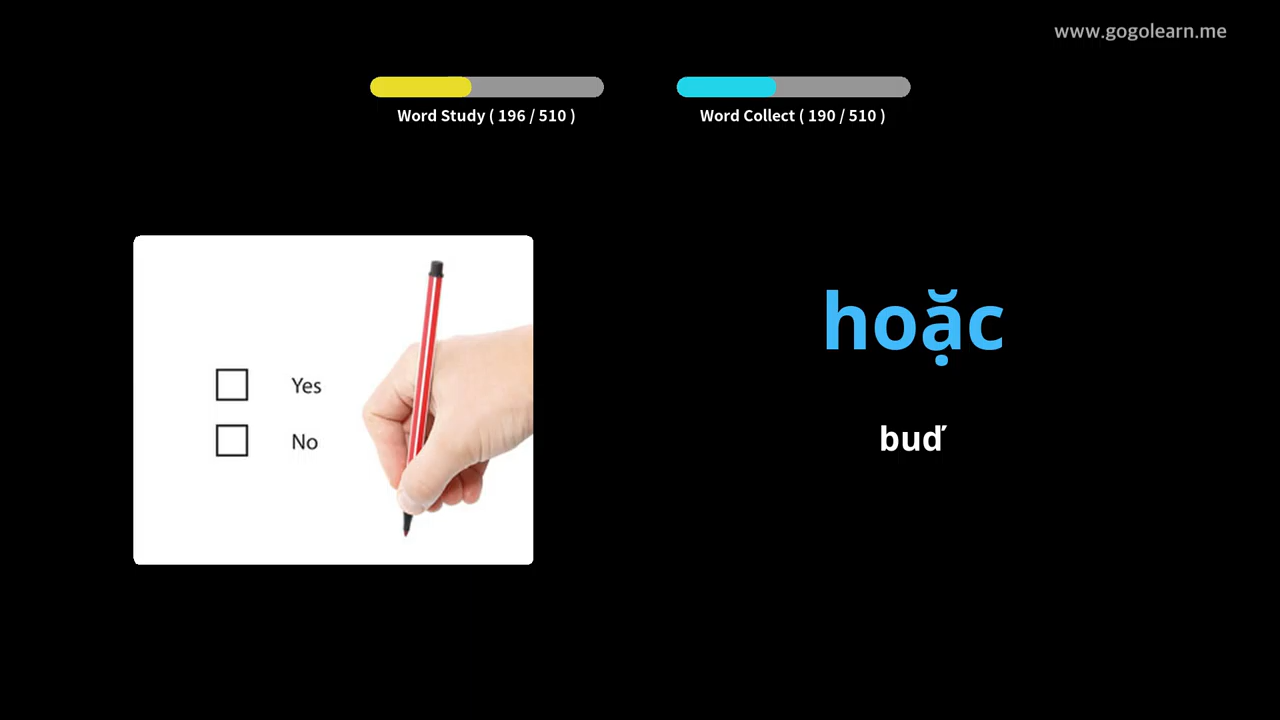 www.gogolearn.me
Word Study ( 196 / 510 )
Word Collect ( 190 / 510 )
Yes
No
hoặc
buď